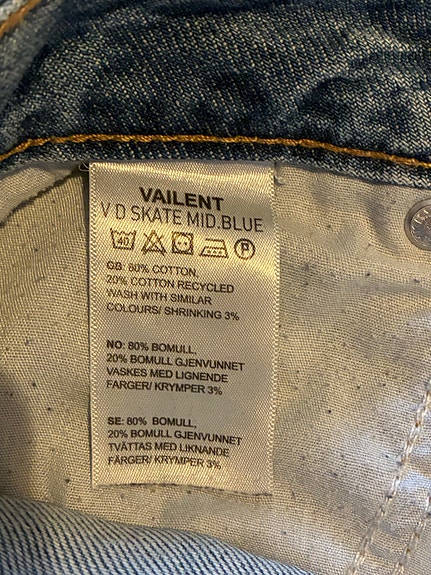 VAILENT
V D SKATE MID.BLUE
40 P
GB: 80% COTTON,
20% COTTON RECYCLED
WASH WITH SIMILAR
COLOURS/ SHRINKING 3%
NO: 80% BOMULL,
20% BOMULL GJENVUNNET
VASKES MED LIGNENDE
FARGER/ KRYMPER 3%
SE: 80% BOMULL,
20% BOMULL GJENVUNNET
TVÄTTAS MED LIKNANDE
FÄRGER/ KRYMPER 3%